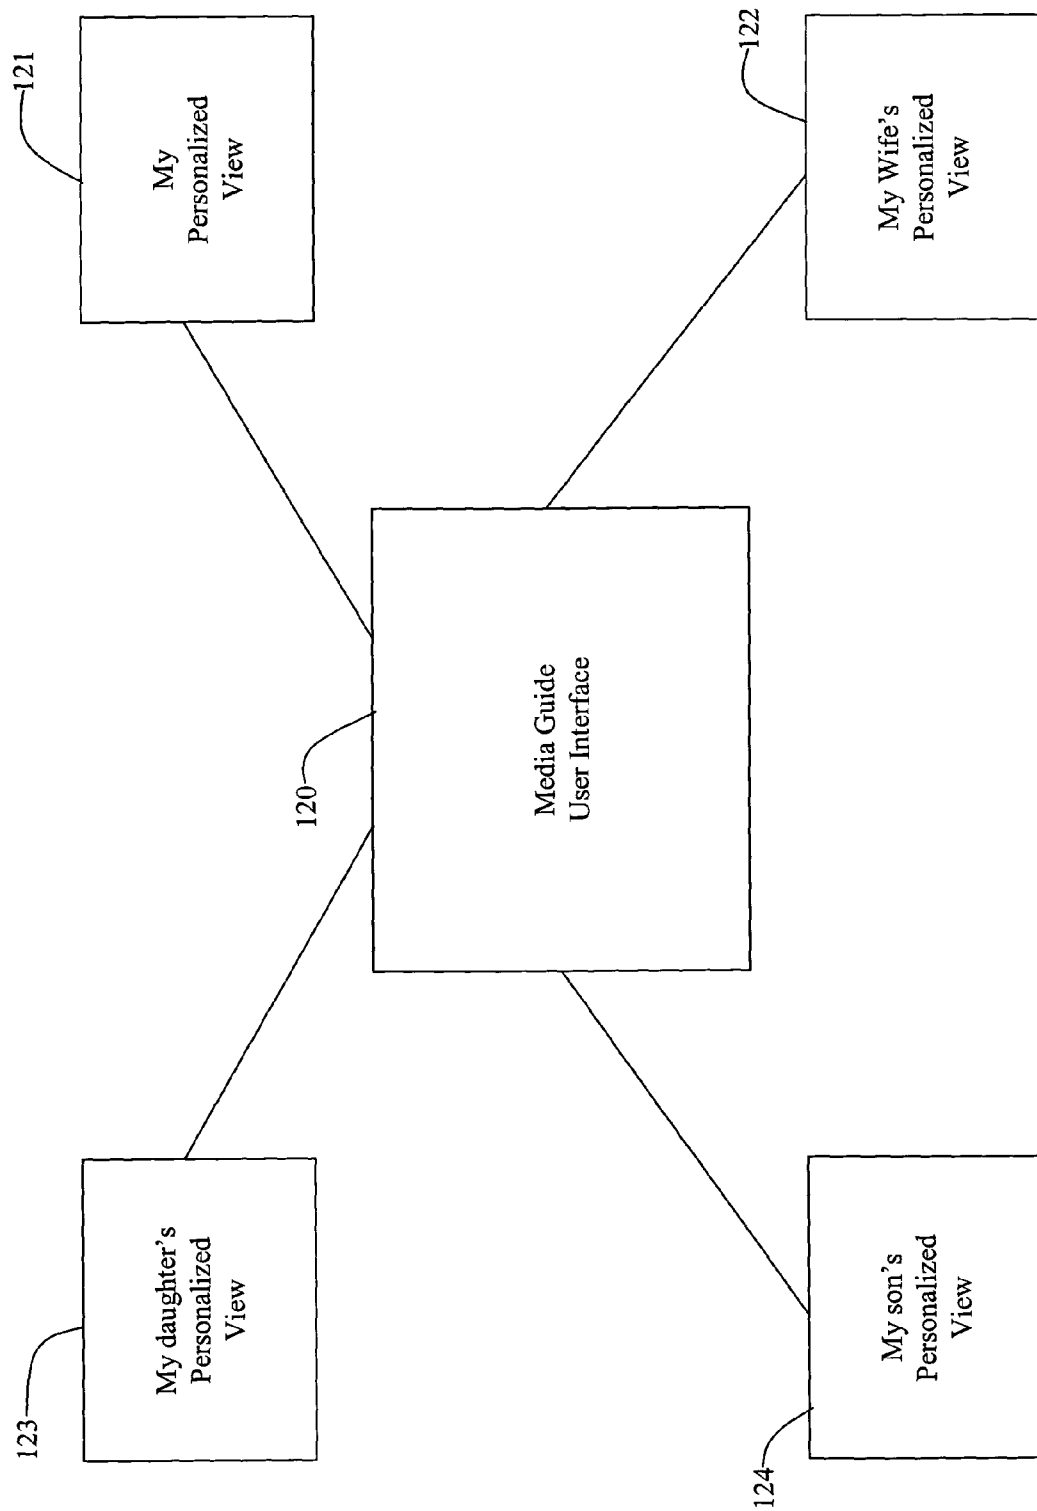 123
My daughter's
Personalized
View
121
My
Personalized
View
120
Media Guide
User Interface
124
My son's
Personalized
View
122
My Wife's
Personalized
View